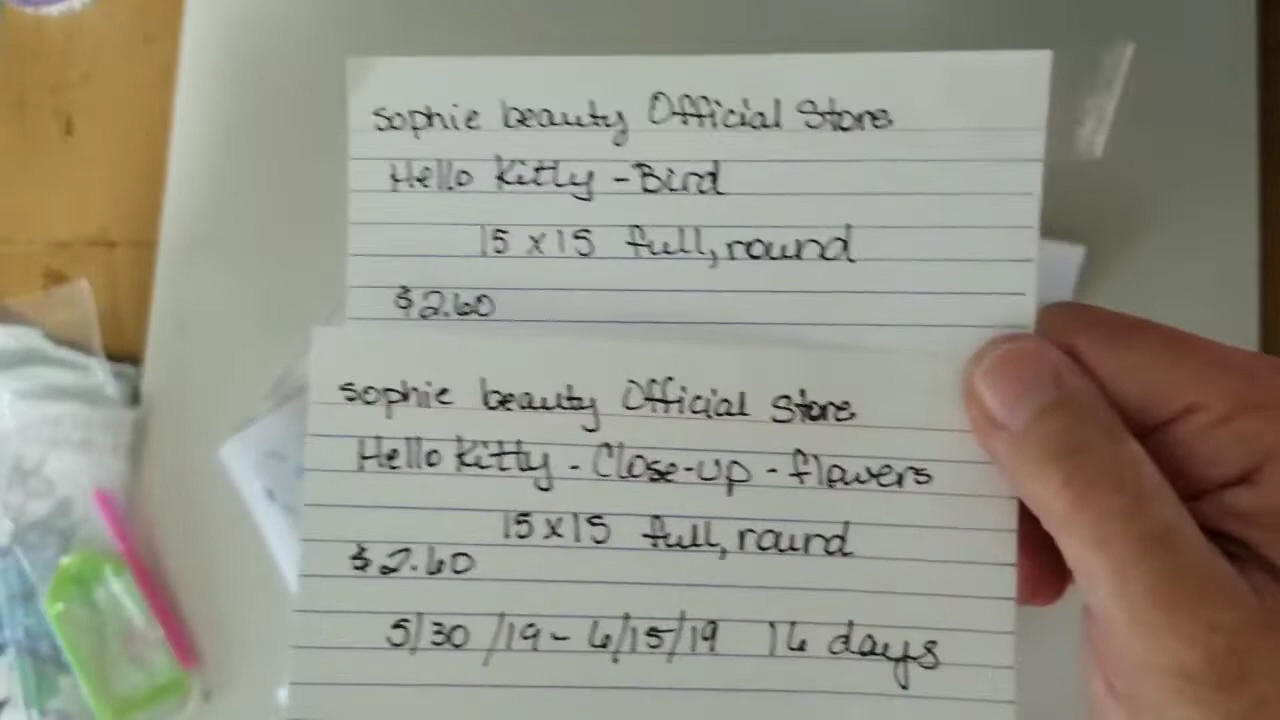 sophie beauty Official Store
Hello Kitty - Bird
15 x 15 full, round
$2.60
sophie beauty Official Store
Hello Kitty - Close-up - flowers
15 x 15 full, round
$2.60
5/30/19 - 6/15/19 16 days